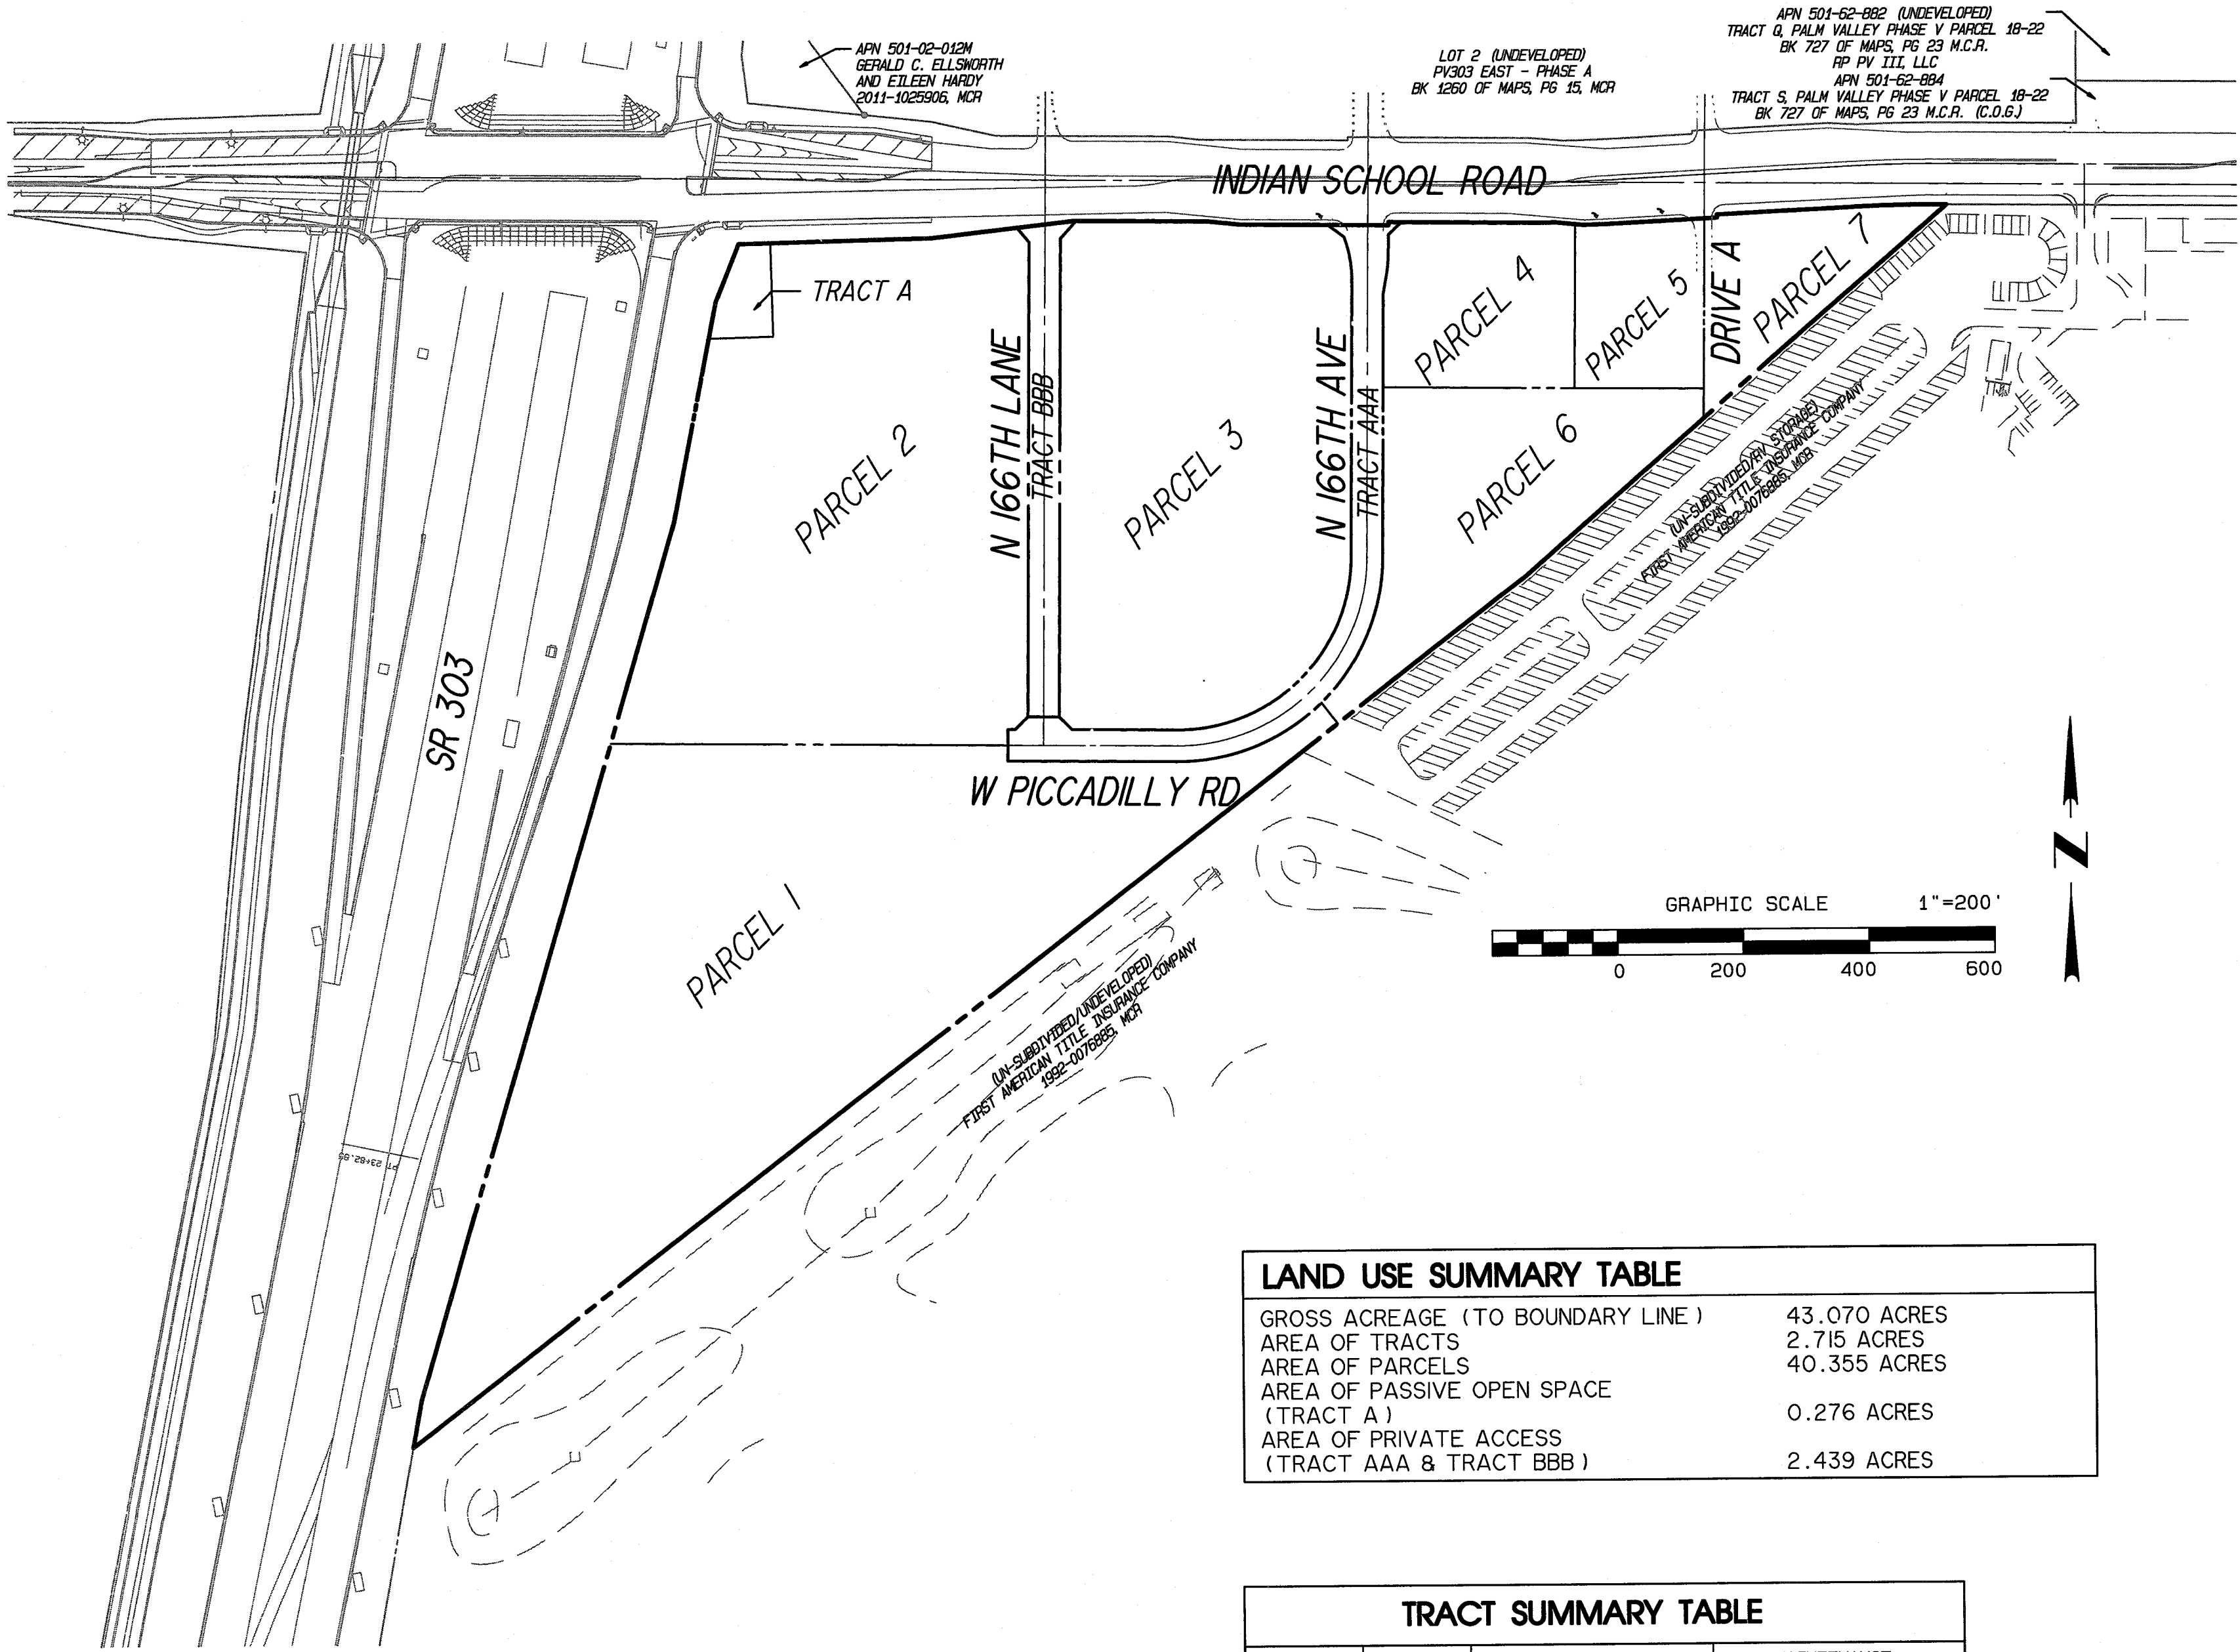 APN 501-02-012M
GERALD C. ELLSWORTH
AND EILEEN HARDY
2011-1025906, MCR
LOT 2 (UNDEVELOPED)
PV303 EAST - PHASE A
BK 1260 OF MAPS, PG 15, MCR
APN 501-62-882 (UNDEVELOPED)
TRACT Q, PALM VALLEY PHASE V PARCEL 18-22
BK 727 OF MAPS, PG 23 M.C.R.
RP PV III, LLC
APN 501-62-884
TRACT S, PALM VALLEY PHASE V PARCEL 18-22
BK 727 OF MAPS, PG 23 M.C.R. (C.O.G.)
INDIAN SCHOOL ROAD
TRACT A
PARCEL 2
N 166TH LANE
TRACT BBB
PARCEL 3
N 166TH AVE
TRACT AAA
PARCEL 4
PARCEL 5
DRIVE A
PARCEL 7
PARCEL 6
(UN-SUBDIVIDED/RV STORAGE)
FIRST AMERICAN TITLE INSURANCE COMPANY
1992-0076885, MCR
SR 303
W PICCADILLY RD
PARCEL 1
(UN-SUBDIVIDED/UNDEVELOPED)
FIRST AMERICAN TITLE INSURANCE COMPANY
1992-0076885, MCR
PT 23+82.85
N
GRAPHIC SCALE 1"=200'
0 200 400 600
LAND USE SUMMARY TABLE
GROSS ACREAGE (TO BOUNDARY LINE) 43.070 ACRES
AREA OF TRACTS 2.715 ACRES
AREA OF PARCELS 40.355 ACRES
AREA OF PASSIVE OPEN SPACE
(TRACT A) 0.276 ACRES
AREA OF PRIVATE ACCESS
(TRACT AAA & TRACT BBB) 2.439 ACRES
TRACT SUMMARY TABLE